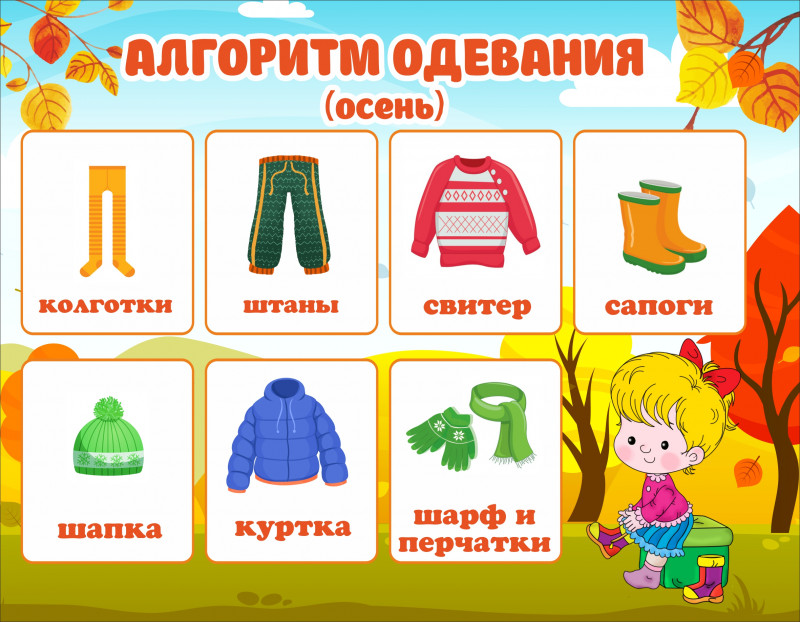 АЛГОРИТМ ОДЕВАНИЯ
(осень)
колготки
штаны
свитер
сапоги
шапка
куртка
шарф и
перчатки